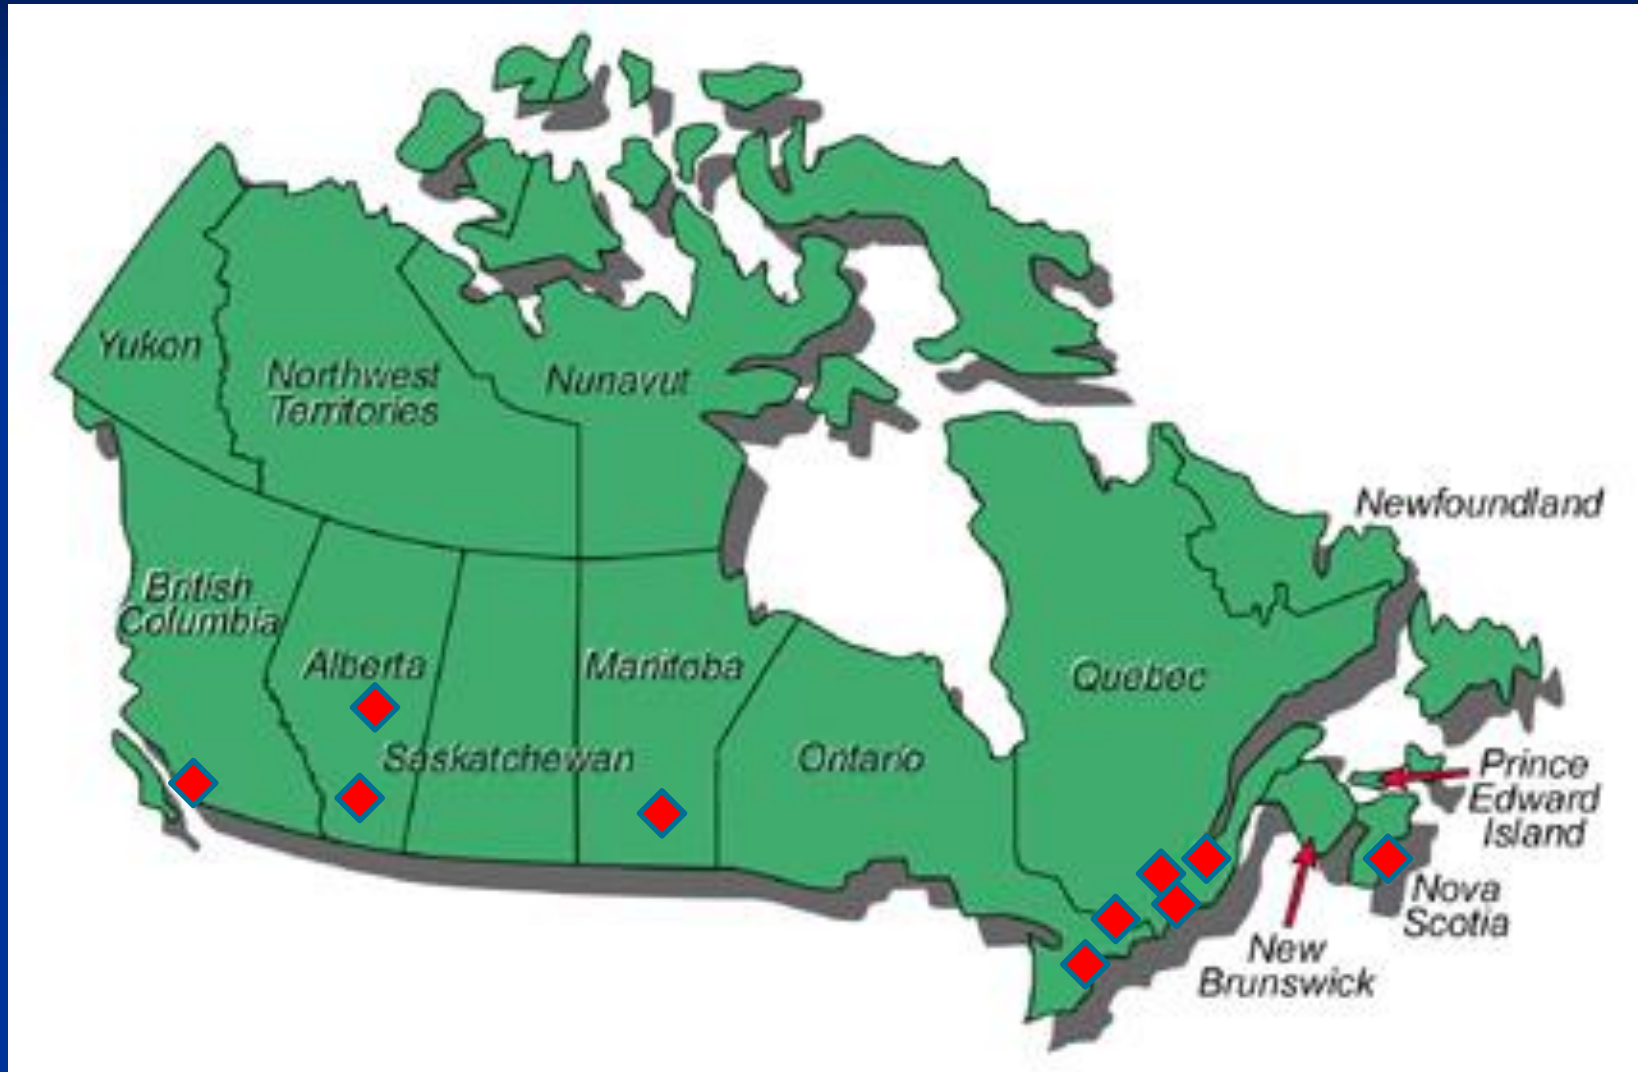 Yukon
Northwest
Territories
Nunavut
Newfoundland
British
Columbia
Alberta
Manitoba
Quebec
Saskatchewan
Ontario
Prince
Edward
Island
Nova
Scotia
New
Brunswick